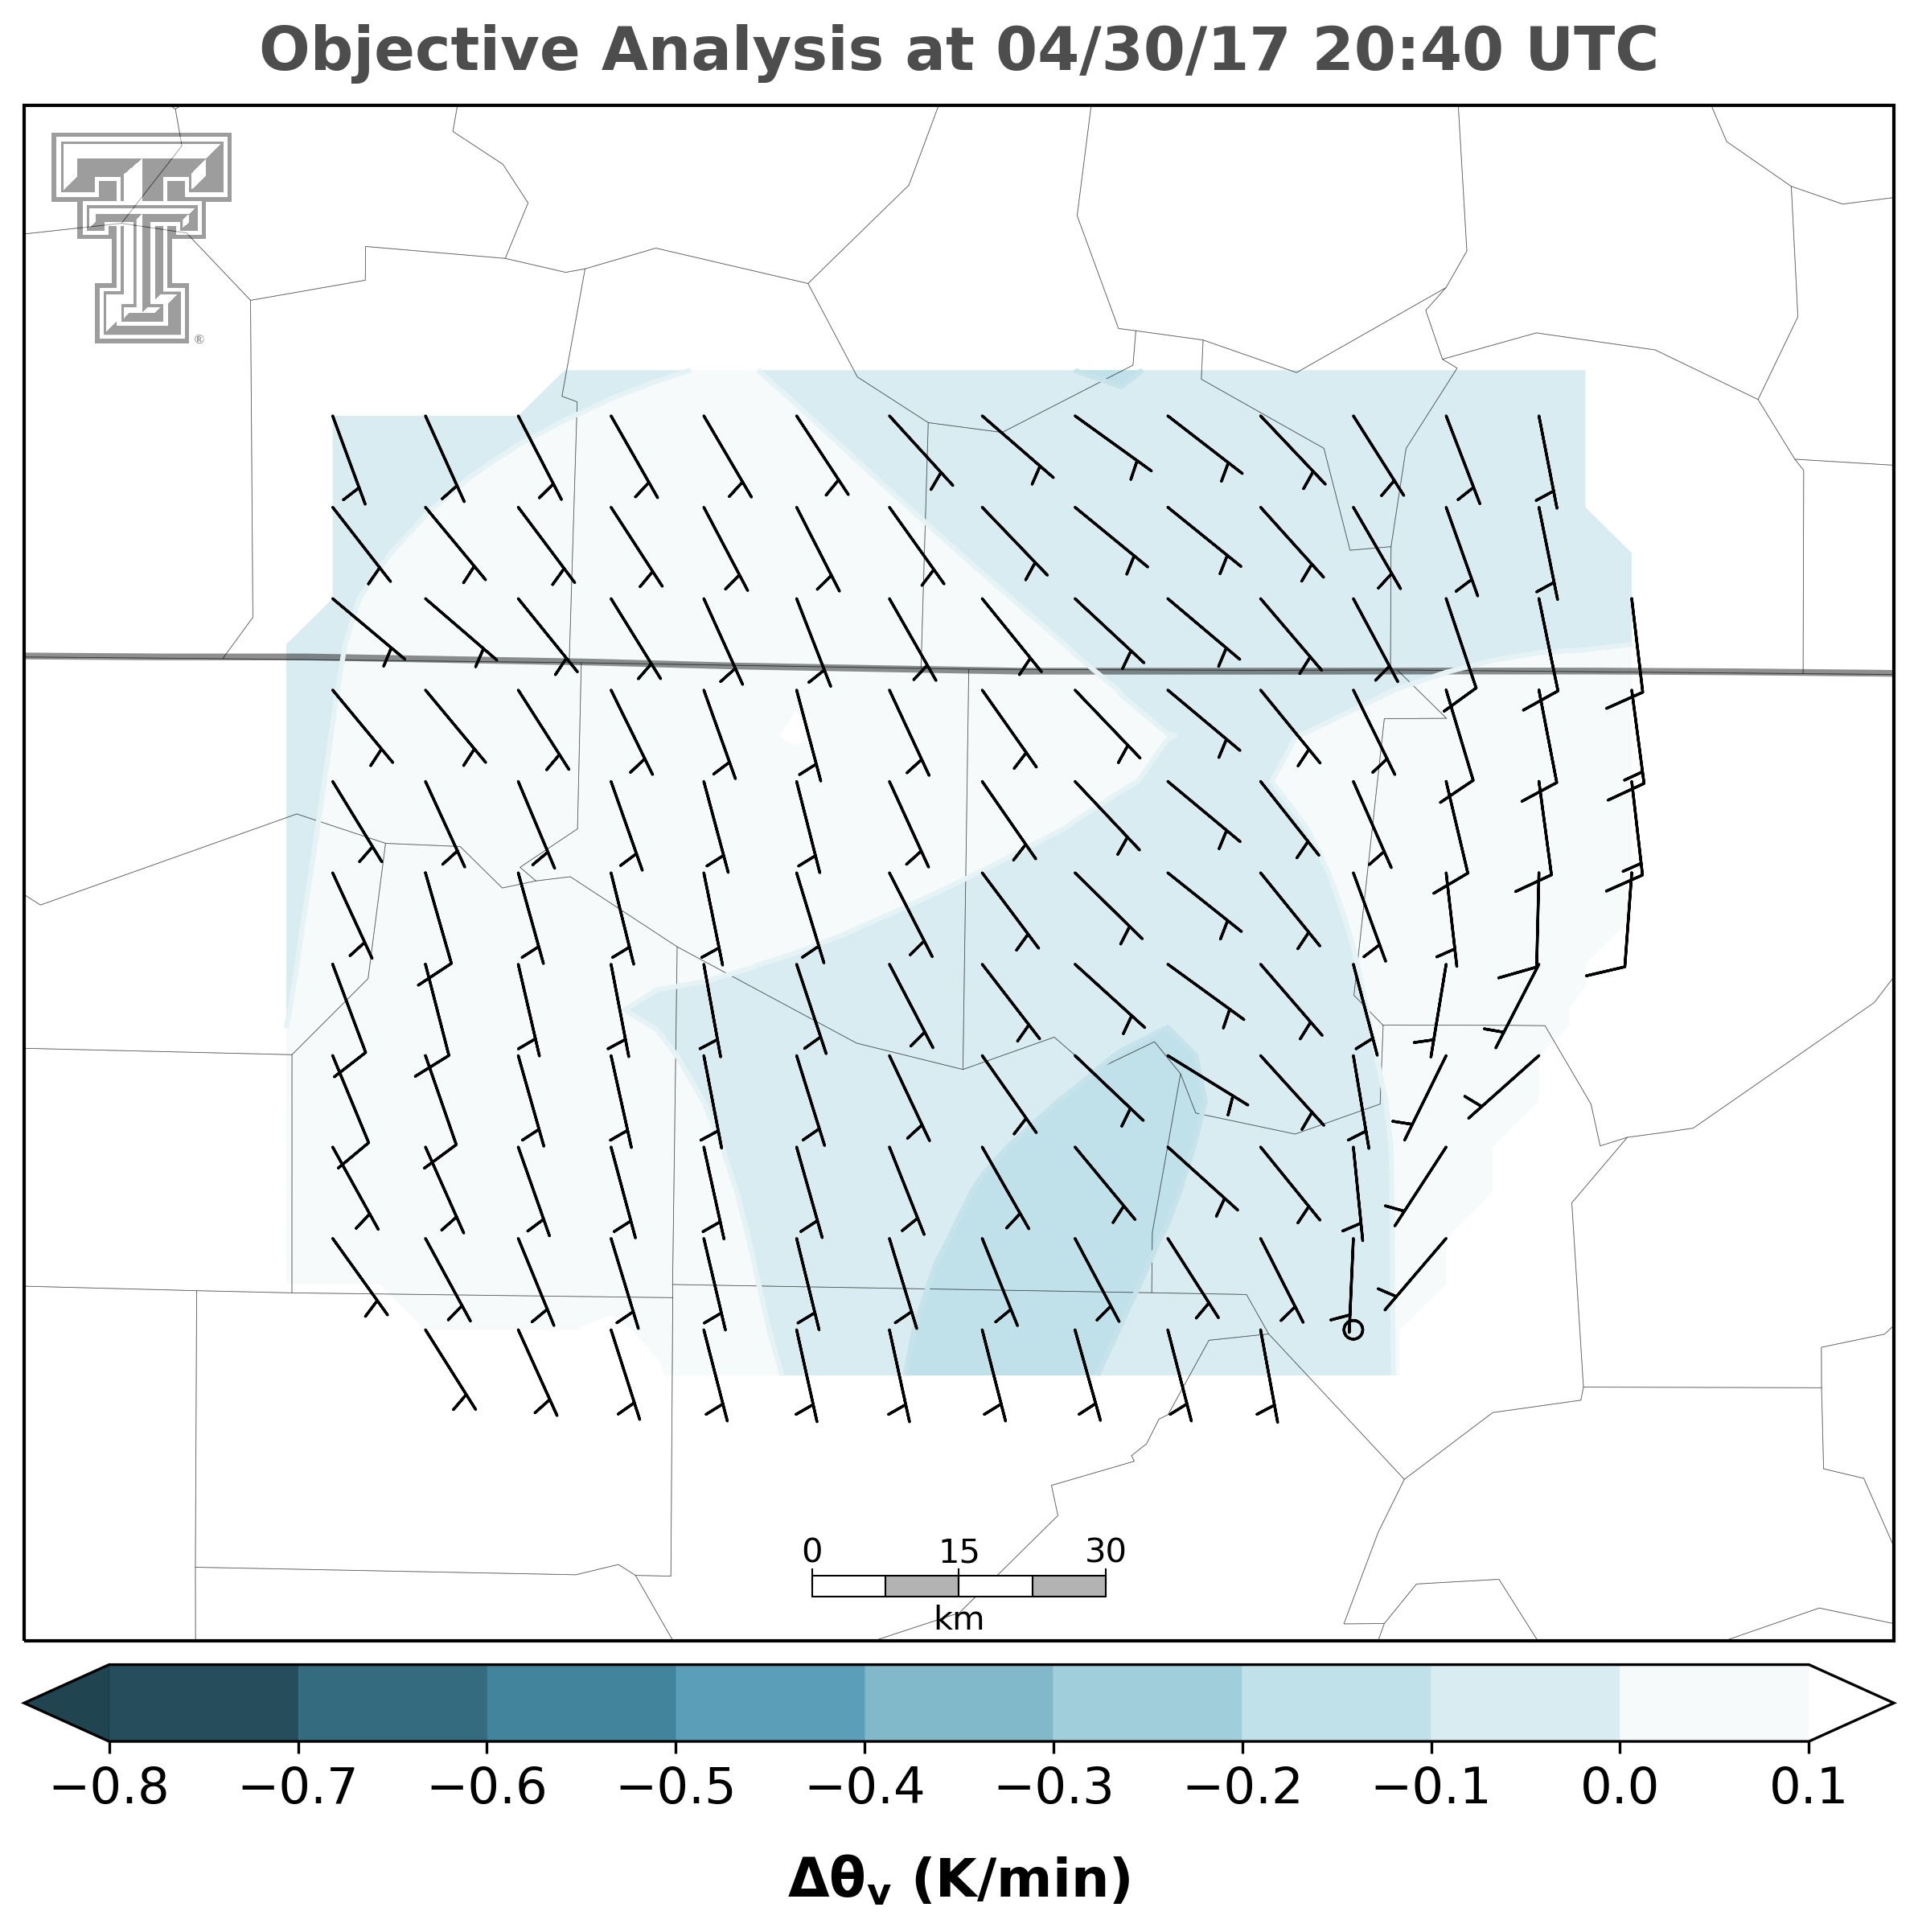 Objective Analysis at 04/30/17 20:40 UTC
®
0 15 30
km
−0.8 −0.7 −0.6 −0.5 −0.4 −0.3 −0.2 −0.1 0.0 0.1
Δθv (K/min)